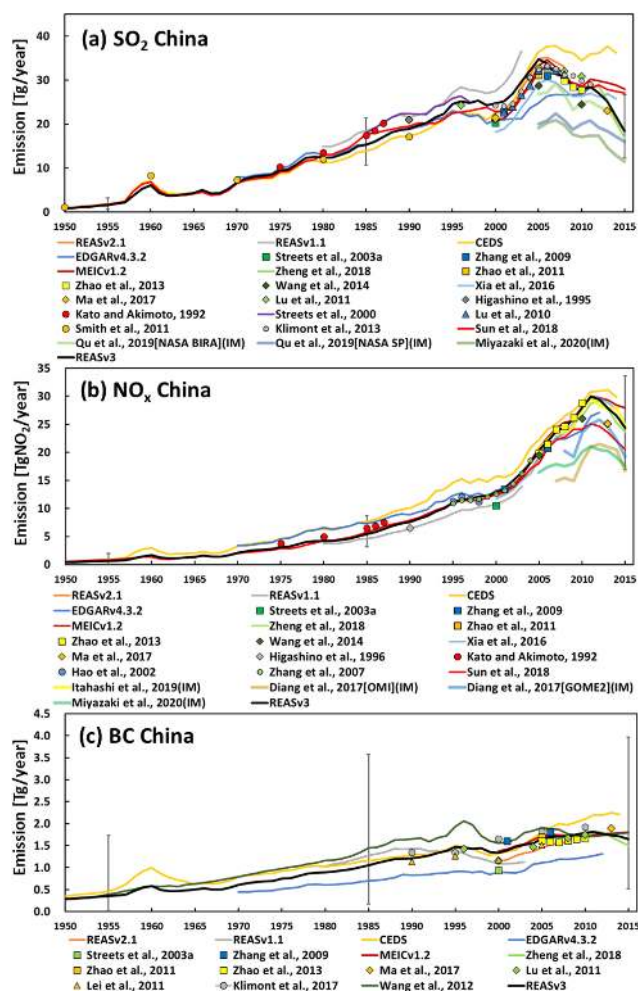 (a) SO2 China
Emission [Tg/year]
40
30
20
10
0
1950 1955 1960 1965 1970 1975 1980 1985 1990 1995 2000 2005 2010 2015
REASv2.1 REASv1.1 CEDS
EDGARv4.3.2 Streets et al., 2003a Zhang et al., 2009
MEICv1.2 Zheng et al., 2018 Zhao et al., 2011
Zhao et al., 2013 Wang et al., 2014 Xia et al., 2016
Ma et al., 2017 Lu et al., 2011 Higashino et al., 1995
Kato and Akimoto, 1992 Streets et al., 2000 Lu et al., 2010
Smith et al., 2011 Klimont et al., 2013 Sun et al., 2018
Qu et al., 2019[NASA BIRA](IM) Qu et al., 2019[NASA SP](IM) Miyazaki et al., 2020(IM)
REASv3
(b) NOx China
Emission [TgNO2/year]
35
30
25
20
15
10
5
0
1950 1955 1960 1965 1970 1975 1980 1985 1990 1995 2000 2005 2010 2015
REASv2.1 REASv1.1 CEDS
EDGARv4.3.2 Streets et al., 2003a Zhang et al., 2009
MEICv1.2 Zheng et al., 2018 Zhao et al., 2011
Zhao et al., 2013 Wang et al., 2014 Xia et al., 2016
Ma et al., 2017 Higashino et al., 1996 Kato and Akimoto, 1992
Hao et al., 2002 Zhang et al., 2007 Sun et al., 2018
Itahashi et al., 2019(IM) Diang et al., 2017[OMI](IM) Diang et al., 2017[GOME2](IM)
Miyazaki et al., 2020(IM) REASv3
(c) BC China
Emission [Tg/year]
4.5
4.0
3.5
3.0
2.5
2.0
1.5
1.0
0.5
0.0
1950 1955 1960 1965 1970 1975 1980 1985 1990 1995 2000 2005 2010 2015
REASv2.1 REASv1.1 CEDS EDGARv4.3.2
Streets et al., 2003a Zhang et al., 2009 MEICv1.2 Zheng et al., 2018
Zhao et al., 2011 Zhao et al., 2013 Ma et al., 2017 Lu et al., 2011
Lei et al., 2011 Klimont et al., 2017 Wang et al., 2012 REASv3